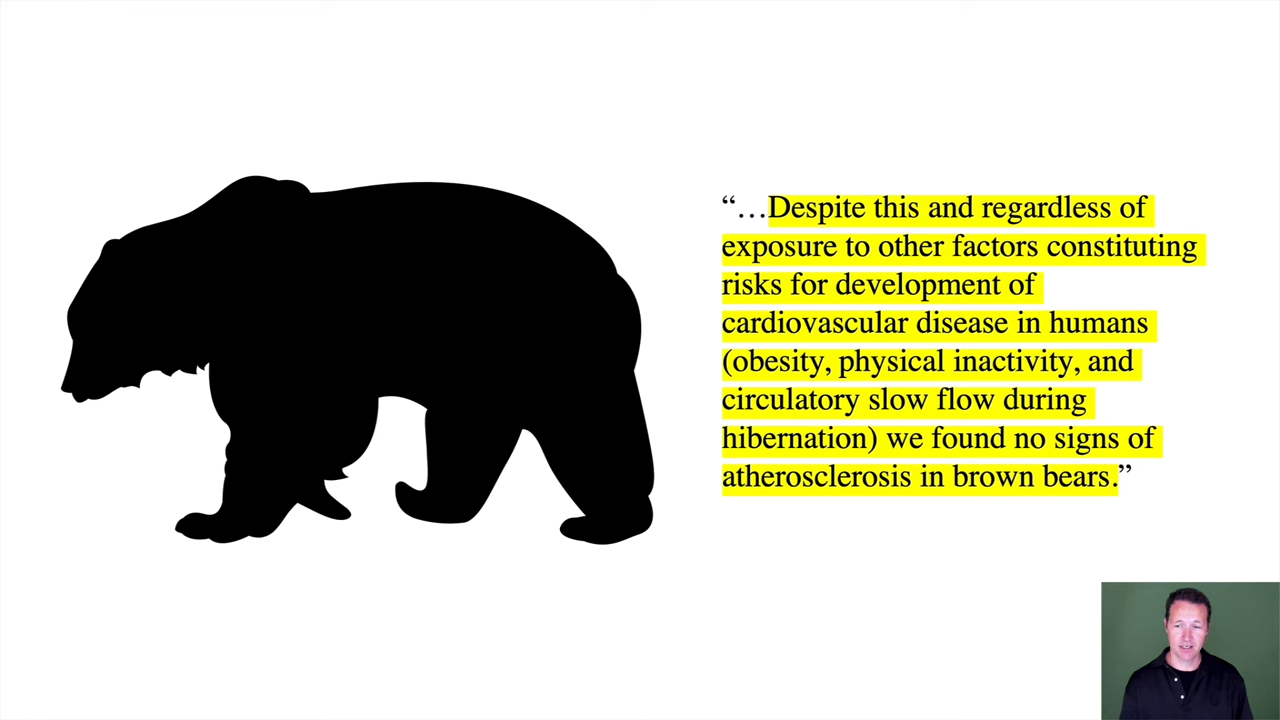 “…Despite this and regardless of
exposure to other factors constituting
risks for development of
cardiovascular disease in humans
(obesity, physical inactivity, and
circulatory slow flow during
hibernation) we found no signs of
atherosclerosis in brown bears.”